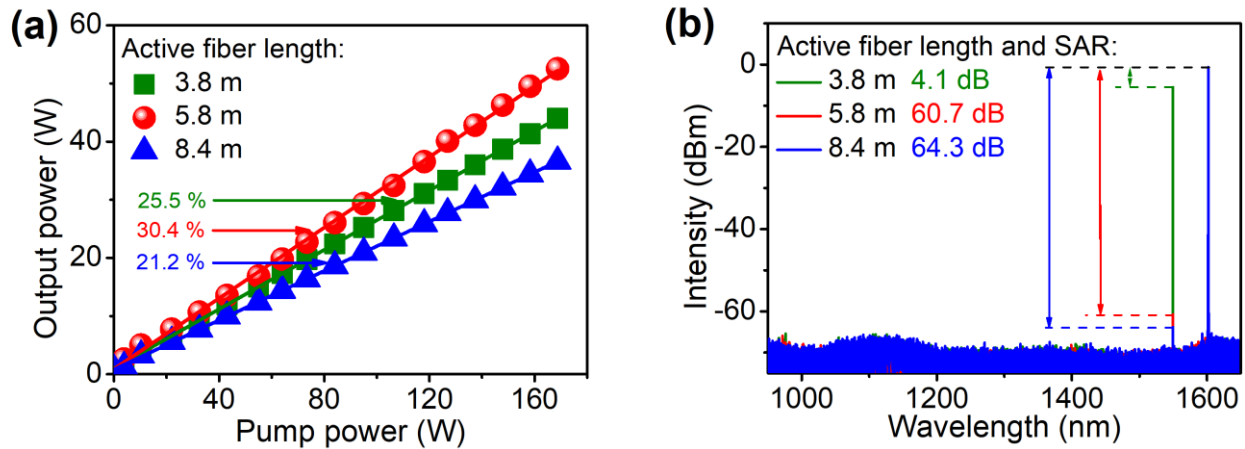 (a)
60
40
20
0
Output power (W)
Active fiber length:
3.8 m
5.8 m
8.4 m
25.5 %
30.4 %
21.2 %
0 40 80 120 160
Pump power (W)
(b)
0
-20
-40
-60
Intensity (dBm)
Active fiber length and SAR:
3.8 m 4.1 dB
5.8 m 60.7 dB
8.4 m 64.3 dB
1000 1200 1400 1600
Wavelength (nm)